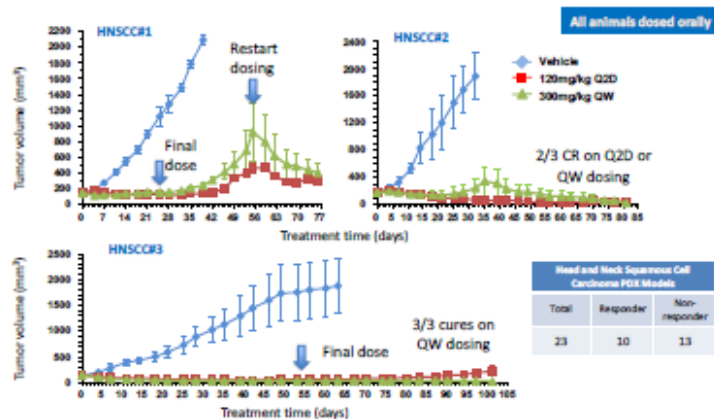 All animals dosed orally
HNSCC#1
HNSCC#2
Restart
dosing
Final
dose
Vehicle
120mg/kg Q2D
300mg/kg QW
2/3 CR on Q2D or
QW dosing
Tumor volume (mm³)
2200
2000
1800
1600
1400
1200
1000
800
600
400
200
0
0 7 14 21 28 35 42 49 56 63 70 77
2400
2000
1600
1200
800
400
0
0 5 10 15 20 25 30 35 40 45 50 55 60 65 70 75 80 85
Treatment time (days)
HNSCC#3
Tumor volume (mm³)
2500
2000
1500
1000
500
0
0 5 10 15 20 25 30 35 40 45 50 55 60 65 70 75 80 85 90 95 100 105
Treatment time (days)
Final dose
3/3 cures on
QW dosing
Head and Neck Squamous Cell
Carcinoma PDX Models
Total Responder Non-
responder
23 10 13